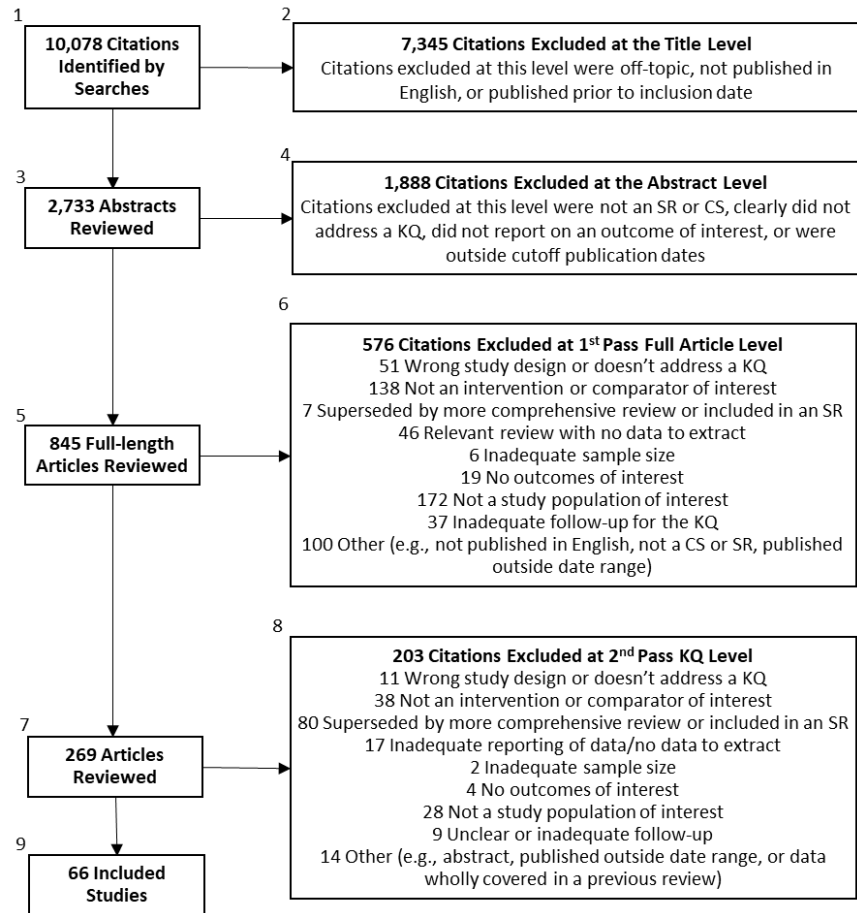 1
10,078 Citations
Identified by
Searches
2
7,345 Citations Excluded at the Title Level
Citations excluded at this level were off-topic, not published in
English, or published prior to inclusion date
3
2,733 Abstracts
Reviewed
4
1,888 Citations Excluded at the Abstract Level
Citations excluded at this level were not an SR or CS, clearly did not
address a KQ, did not report on an outcome of interest, or were
outside cutoff publication dates
5
845 Full-length
Articles Reviewed
6
576 Citations Excluded at 1st Pass Full Article Level
51 Wrong study design or doesn’t address a KQ
138 Not an intervention or comparator of interest
7 Superseded by more comprehensive review or included in an SR
46 Relevant review with no data to extract
6 Inadequate sample size
19 No outcomes of interest
172 Not a study population of interest
37 Inadequate follow-up for the KQ
100 Other (e.g., not published in English, not a CS or SR, published
outside date range)
7
269 Articles
Reviewed
8
203 Citations Excluded at 2nd Pass KQ Level
11 Wrong study design or doesn’t address a KQ
38 Not an intervention or comparator of interest
80 Superseded by more comprehensive review or included in an SR
17 Inadequate reporting of data/no data to extract
2 Inadequate sample size
4 No outcomes of interest
28 Not a study population of interest
9 Unclear or inadequate follow-up
14 Other (e.g., abstract, published outside date range, or data
wholly covered in a previous review)
9
66 Included
Studies